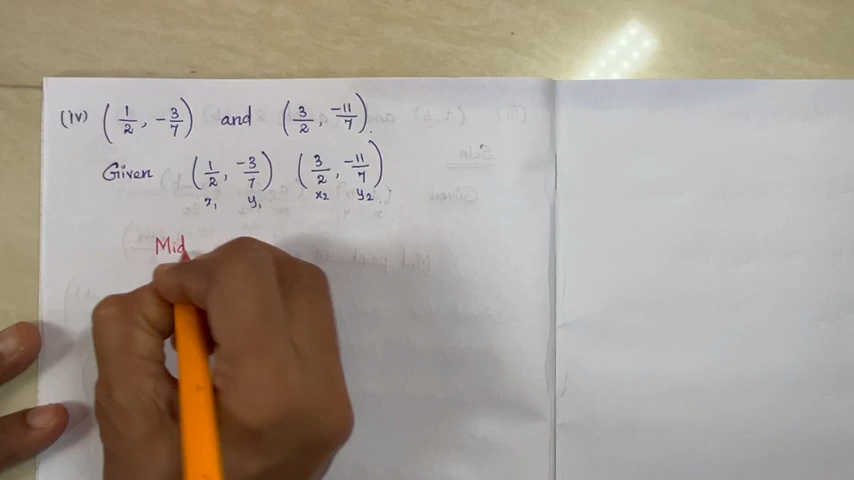 (iv) (1/2, -3/7) and (3/2, -11/7).
Given (1/2, -3/7) (3/2, -11/7)
x₁ y₁ x₂ y₂.
Mid